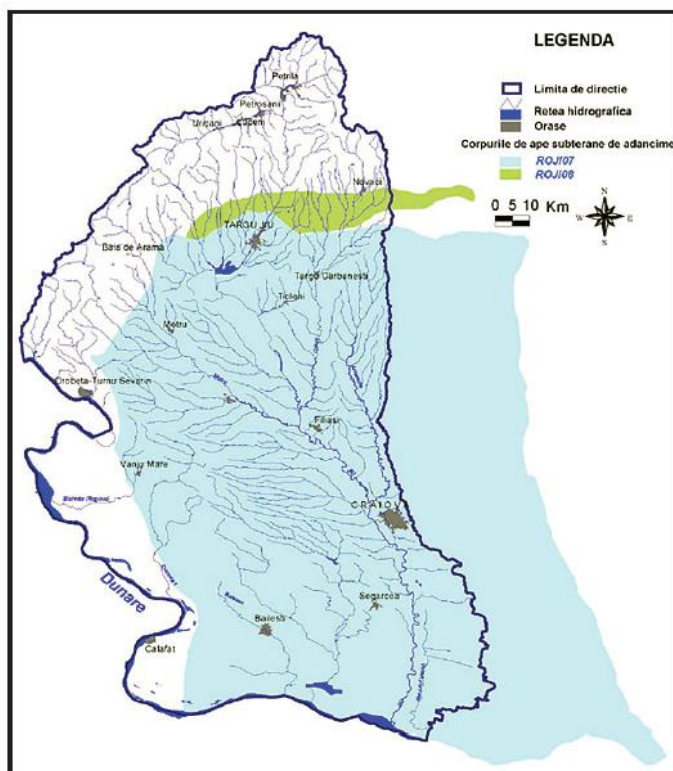 LEGENDA
Limita de directie
Retea hidrografica
Orase
Corpurile de ape subterane de adancime
ROJI07
ROJI08
0 5 10 Km
N
W E
S
Petrila
Petrosani
Uricani
Lupeni
Novaci
TARGU JIU
Baia de Arama
Targu Carbunesti
Ticleni
Motru
Drobeta-Turnu Severin
Filiasi
Vanju Mare
CRAIOVA
Dunare
Segarcea
Bailesti
Calafat